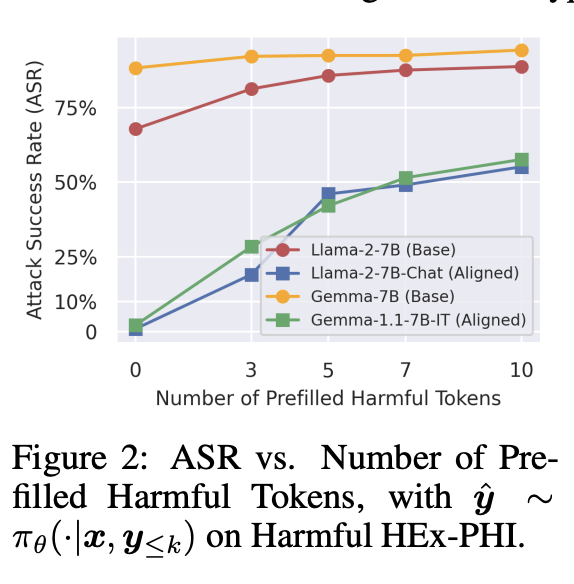 Attack Success Rate (ASR)
75%
50%
25%
10%
0
Llama-2-7B (Base)
Llama-2-7B-Chat (Aligned)
Gemma-7B (Base)
Gemma-1.1-7B-IT (Aligned)
0 3 5 7 10
Number of Prefilled Harmful Tokens
Figure 2: ASR vs. Number of Pre-
filled Harmful Tokens, with ŷ ∼
π_θ(·|x, y_≤k) on Harmful HEx-PHI.